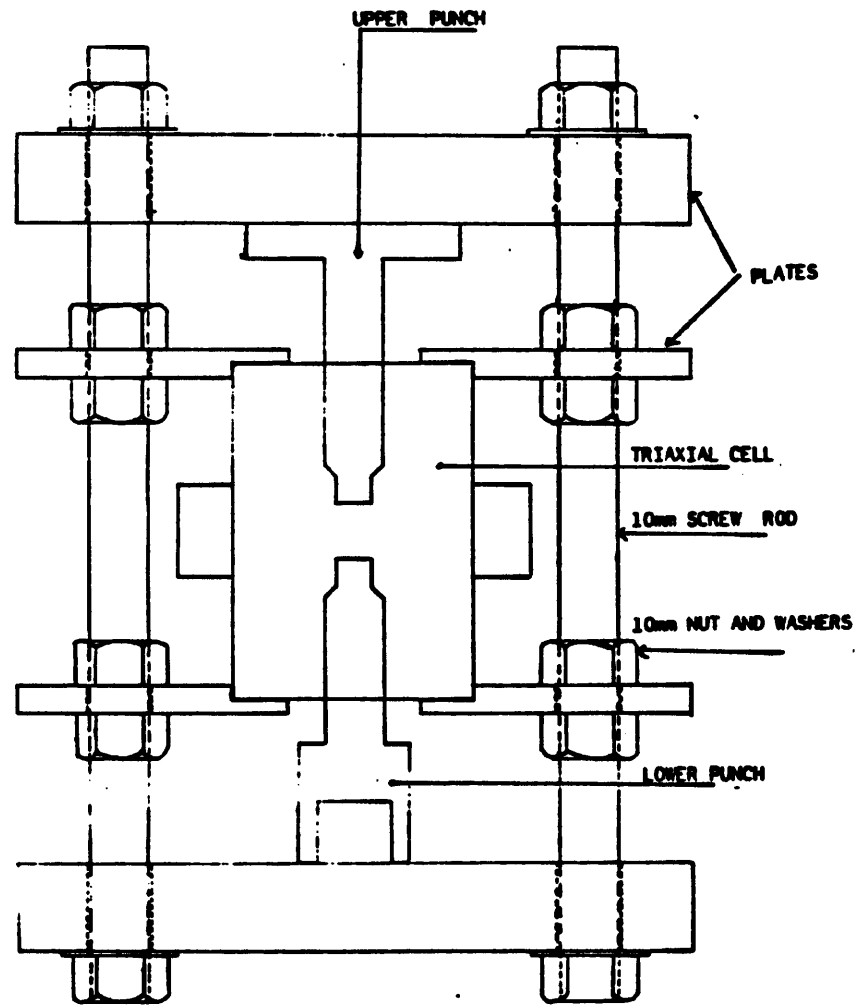 UPPER PUNCH
PLATES
TRIAXIAL CELL
10mm SCREW ROD
10mm NUT AND WASHERS
LOWER PUNCH